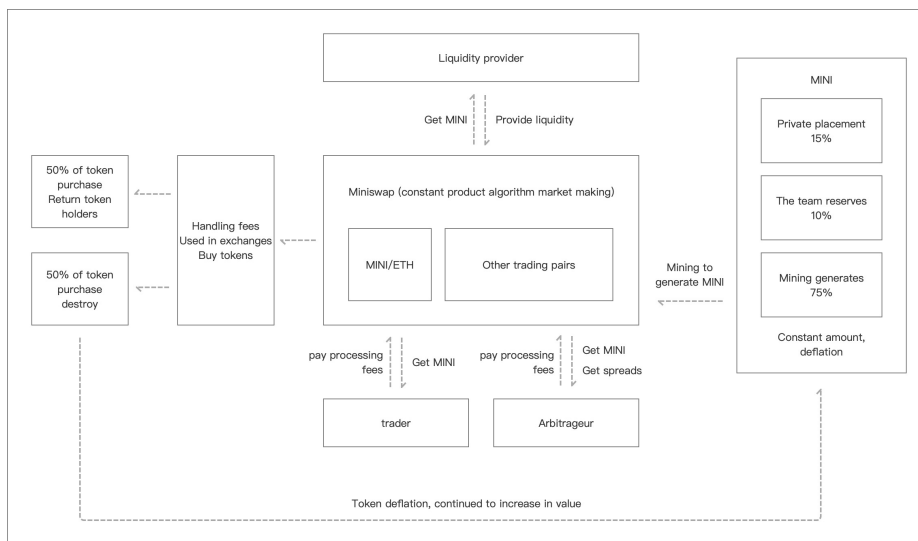 Liquidity provider
Get MINI
Provide liquidity
MINI
Private placement
15%
The team reserves
10%
Mining generates
75%
Constant amount,
deflation
50% of token
purchase
Return token
holders
50% of token
purchase
destroy
Handling fees
Used in exchanges
Buy tokens
Miniswap (constant product algorithm market making)
MINI/ETH
Other trading pairs
Mining to
generate MINI
pay processing
fees
Get MINI
pay processing
fees
Get MINI
Get spreads
trader
Arbitrageur
Token deflation, continued to increase in value